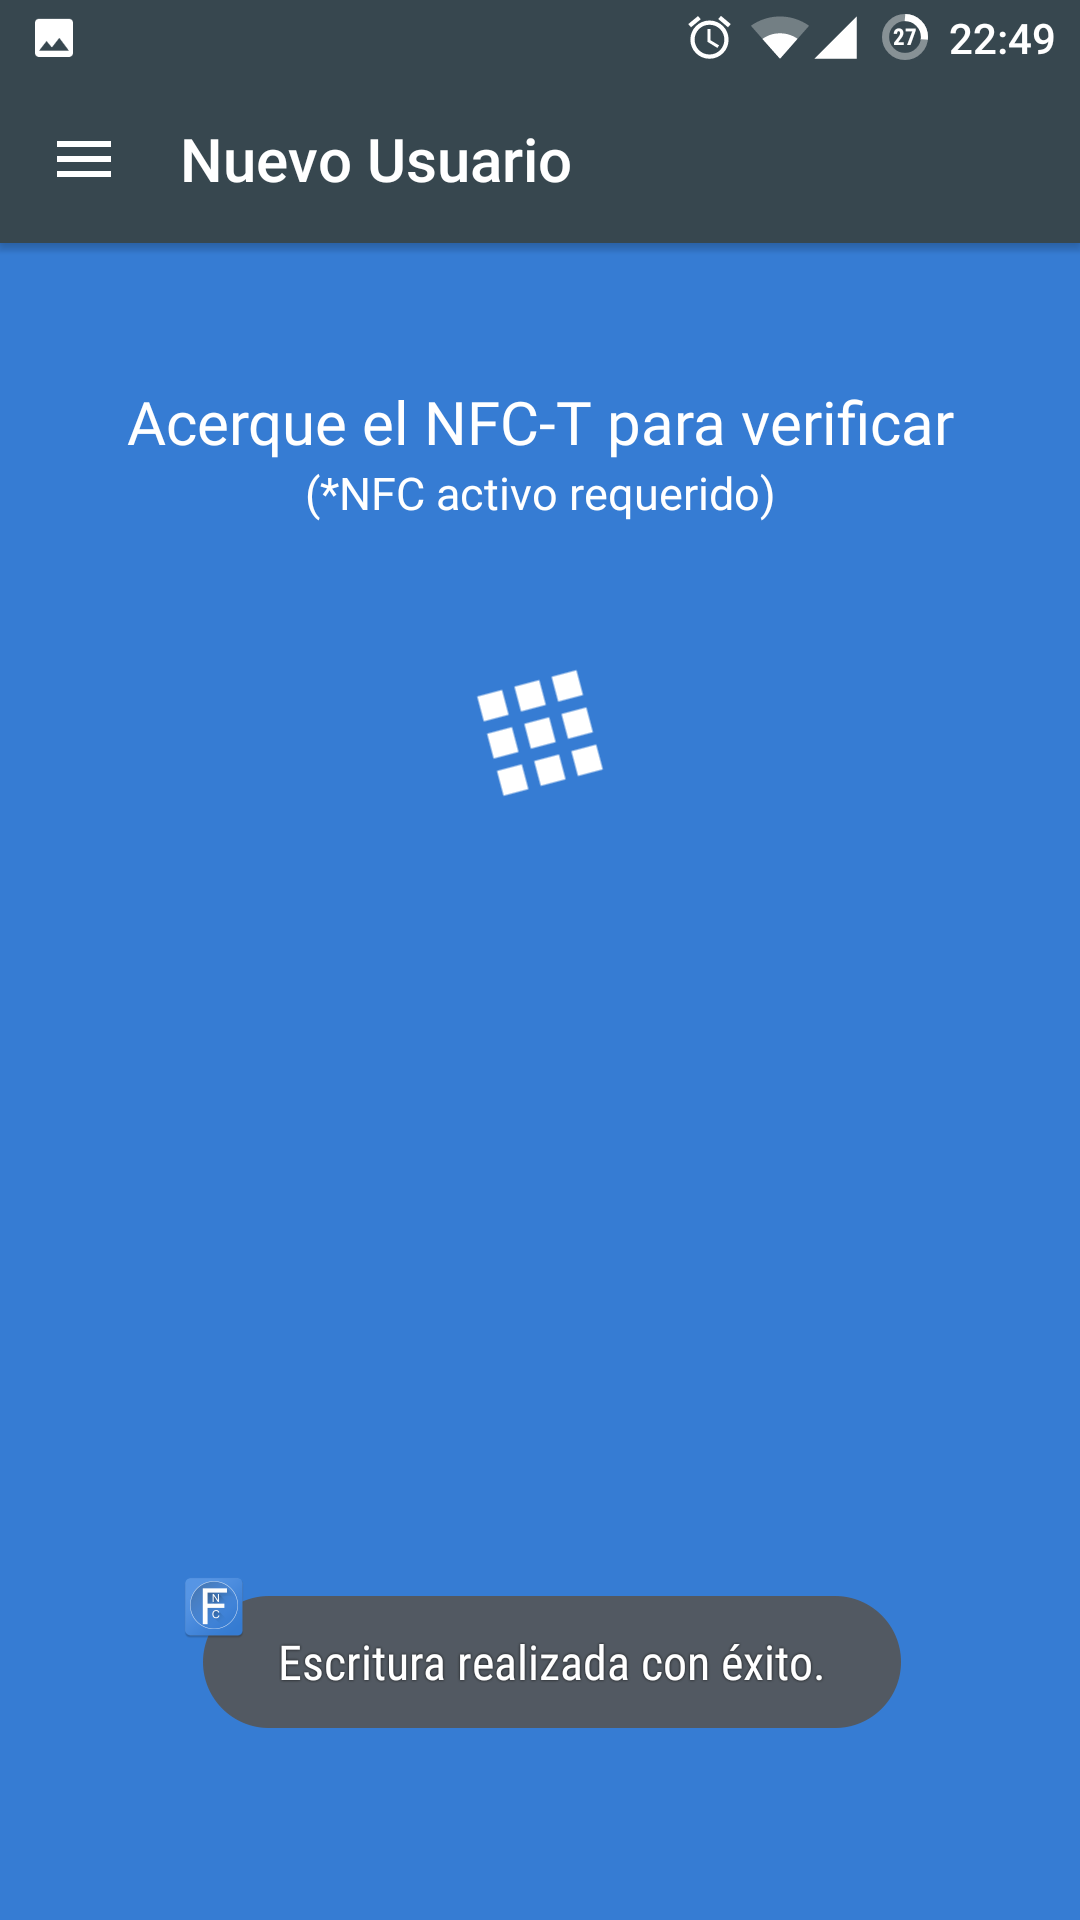 27 22:49
Nuevo Usuario
Acerque el NFC-T para verificar
(*NFC activo requerido)
F N C
Escritura realizada con éxito.